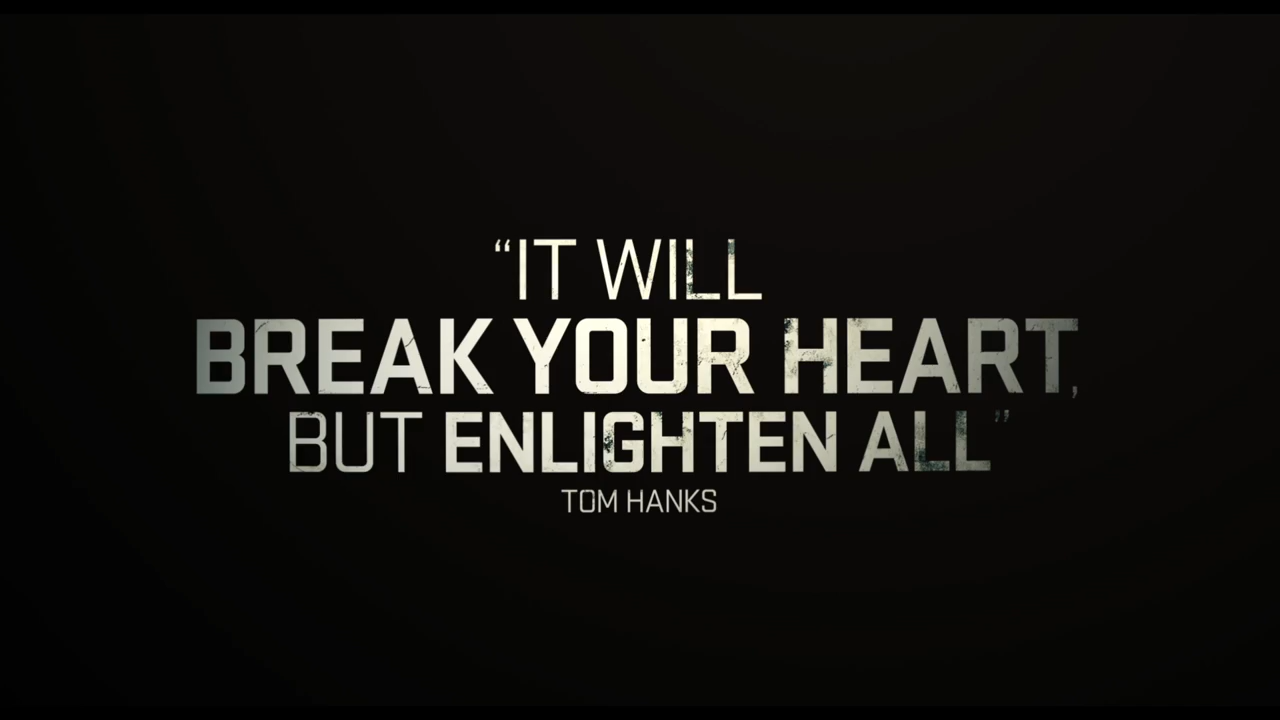 “IT WILL
BREAK YOUR HEART,
BUT ENLIGHTEN ALL”
TOM HANKS